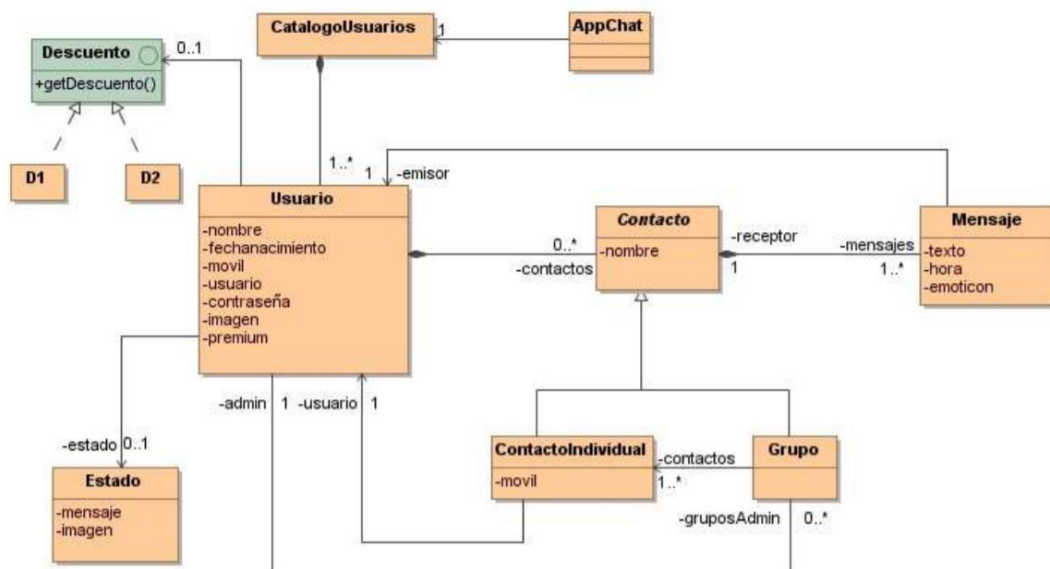 CatalogoUsuarios
1
AppChat
Descuento
0..1
+getDescuento()
D1
D2
1..*
1
-emisor
Usuario
-nombre
-fechanacimiento
-movil
-usuario
-contraseña
-imagen
-premium
0..*
-contactos
Contacto
-nombre
-receptor
1
-mensajes
1..*
Mensaje
-texto
-hora
-emoticon
-admin
1
-usuario
1
-estado
0..1
Estado
-mensaje
-imagen
ContactoIndividual
-movil
-contactos
1..*
Grupo
-gruposAdmin
0..*